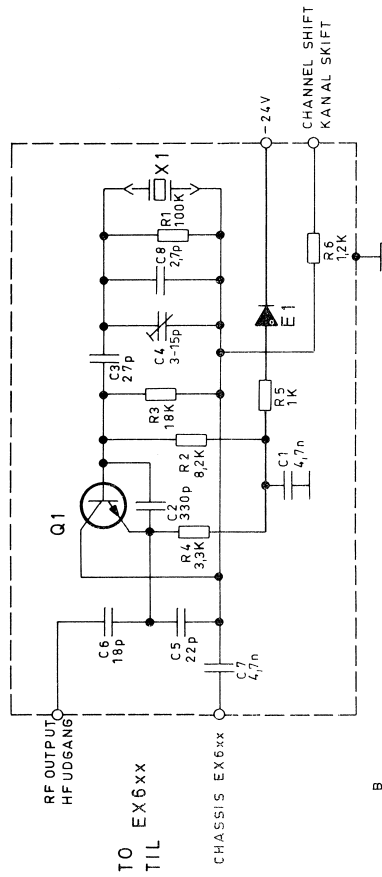 RF OUTPUT
HF UDGANG
TO EX6xx
TIL
CHASSIS EX6xx
C6
18p
C5
22p
C7
4,7n
Q1
C2
330p
R4
3,3K
R2
8,2K
C1
4,7n
R3
18K
C3
27p
C4
3-15p
C8
2,7p
R1
100K
X1
R5
1K
E1
R6
1,2K
-24V
CHANNEL SHIFT
KANAL SKIFT
B